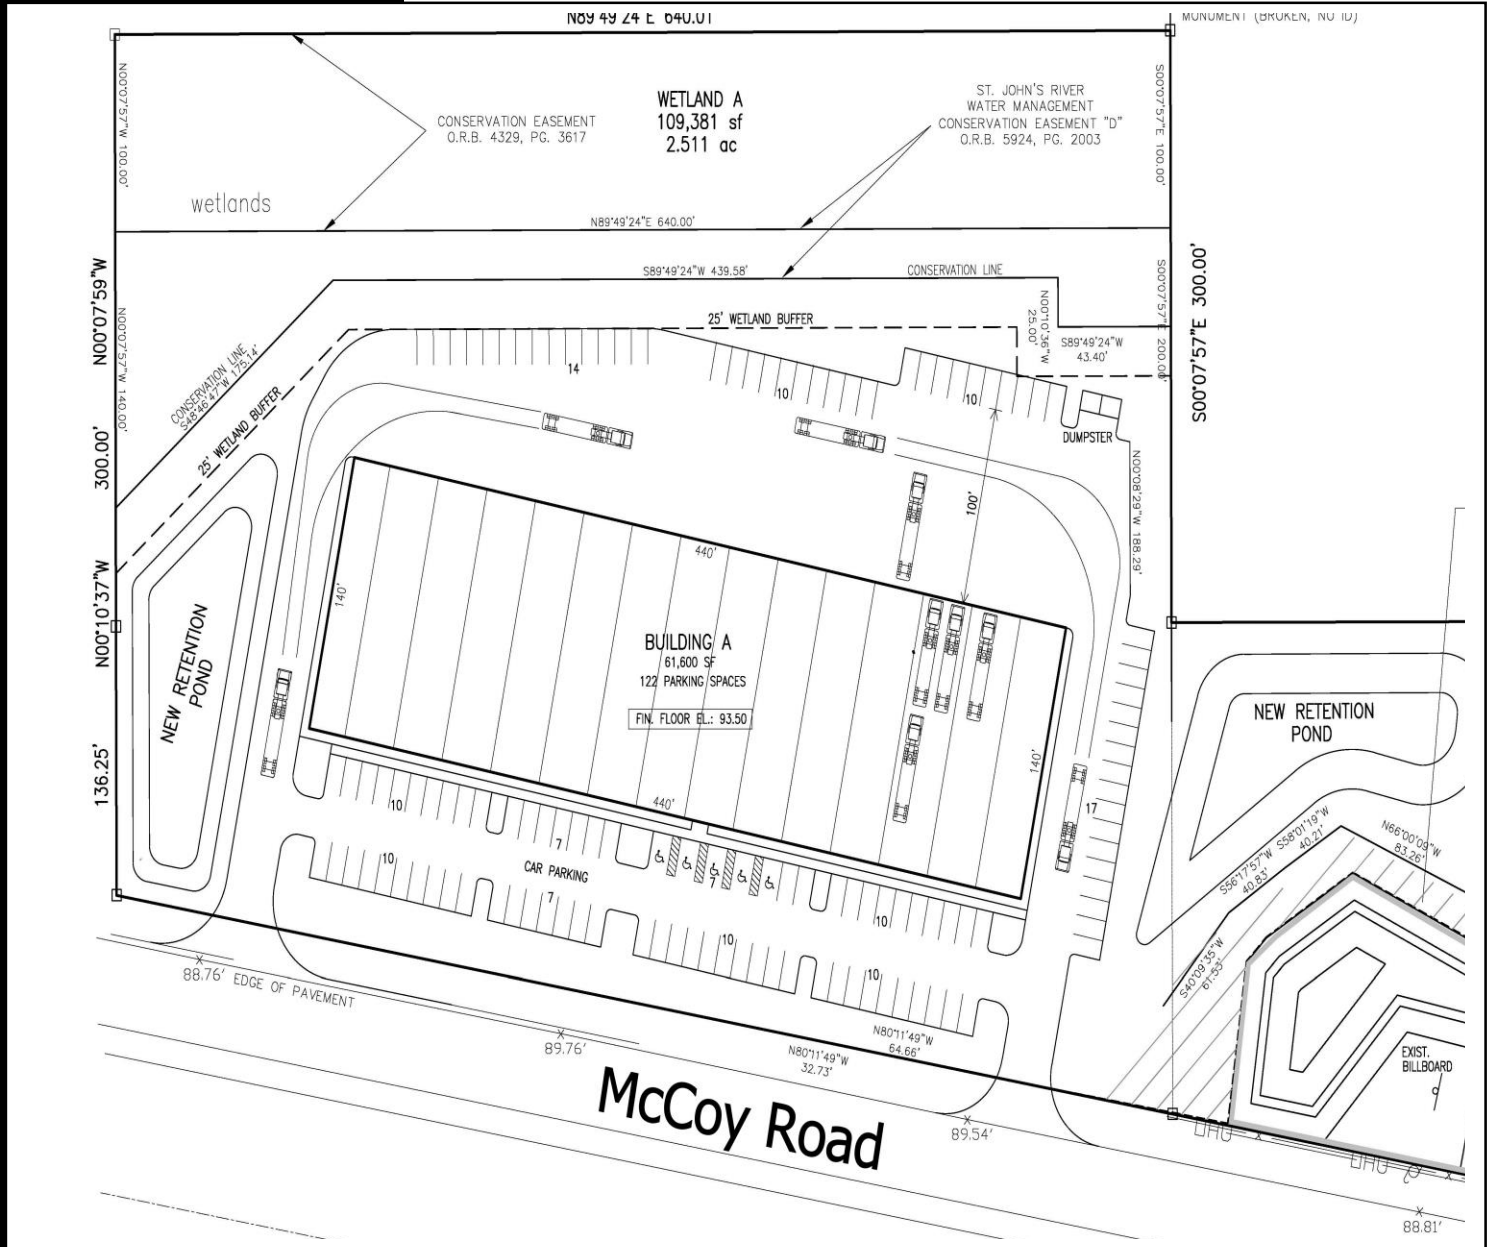 N89 49 24 E 640.01
MONUMENT (BROKEN, NO ID)
N00°07'57"W 100.00'
CONSERVATION EASEMENT
O.R.B. 4329, PG. 3617
WETLAND A
109,381 sf
2.511 ac
ST. JOHN'S RIVER
WATER MANAGEMENT
CONSERVATION EASEMENT "D"
O.R.B. 5924, PG. 2003
S00°07'57"E 100.00'
wetlands
N89°49'24"E 640.00'
S89°49'24"W 439.58'
CONSERVATION LINE
N00°07'59"W
300.00'
N00°07'57"W 140.00'
CONSERVATION LINE
S48°46'47"W 175.14'
25' WETLAND BUFFER
25' WETLAND BUFFER
N00°10'36"W
25.00'
S89°49'24"W
43.40'
S00°07'57"E 200.00'
S00°07'57"E 300.00'
14
10
10
DUMPSTER
100'
N00°08'29"W 188.29'
440'
140'
N00°10'37"W
136.25'
NEW RETENTION
POND
BUILDING A
61,600 SF
122 PARKING SPACES
FIN. FLOOR EL.: 93.50
NEW RETENTION
POND
140'
440'
17
10
7
CAR PARKING
7
10
10
7
10
10
S56°17'57"W
40.83'
S58°01'19"W
40.21'
N66°00'09"W
83.26'
S40°09'35"W
61.53'
88.76'
EDGE OF PAVEMENT
89.76'
N80°11'49"W
32.73'
N80°11'49"W
64.66'
McCoy Road
89.54'
EXIST.
BILLBOARD
OHU
OHU
88.81'